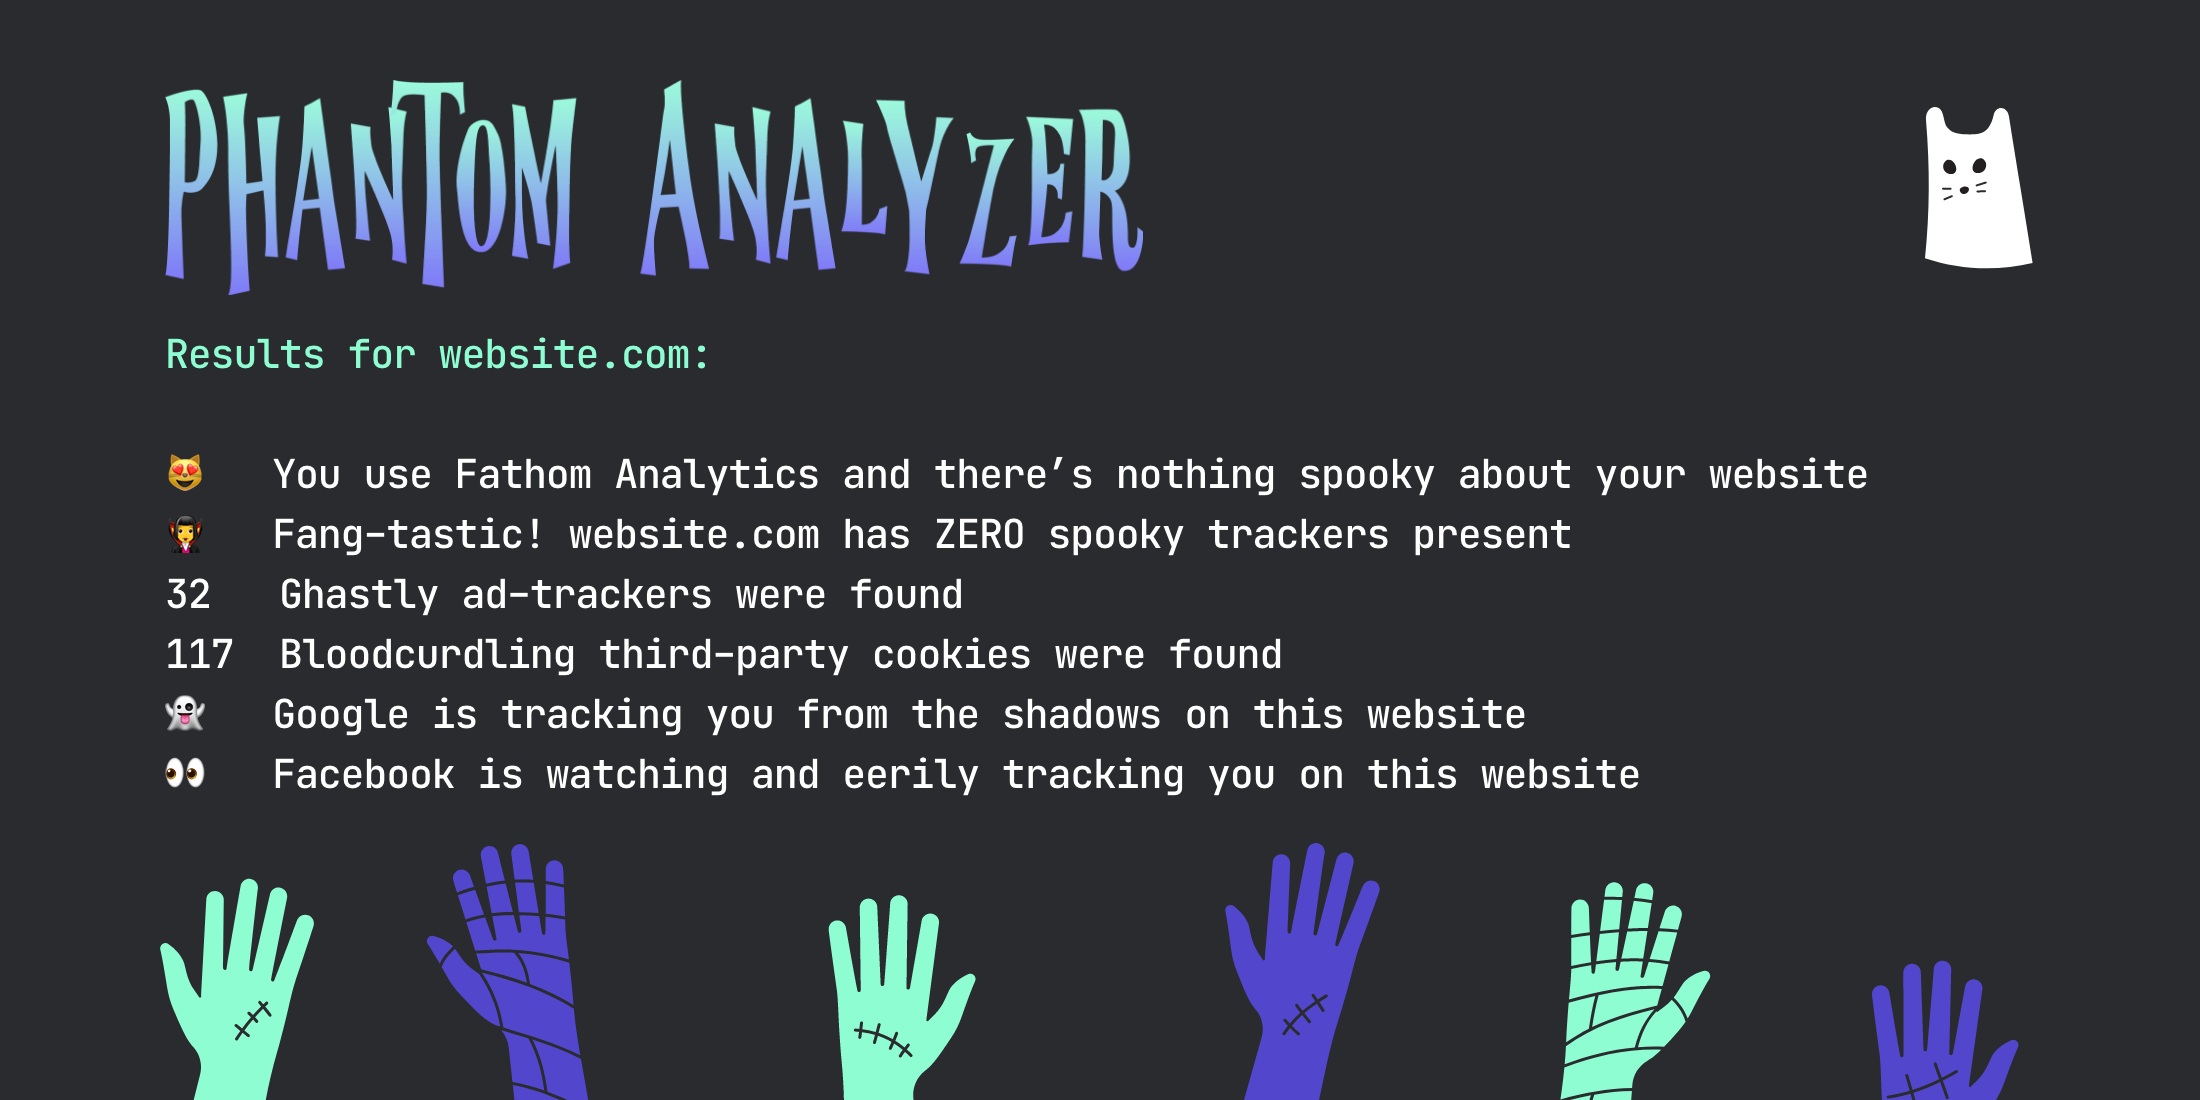 PHANTOM ANALYZER
Results for website.com:
😻 You use Fathom Analytics and there’s nothing spooky about your website
🧛‍♀️ Fang-tastic! website.com has ZERO spooky trackers present
32 Ghastly ad-trackers were found
117 Bloodcurdling third-party cookies were found
👻 Google is tracking you from the shadows on this website
👀 Facebook is watching and eerily tracking you on this website